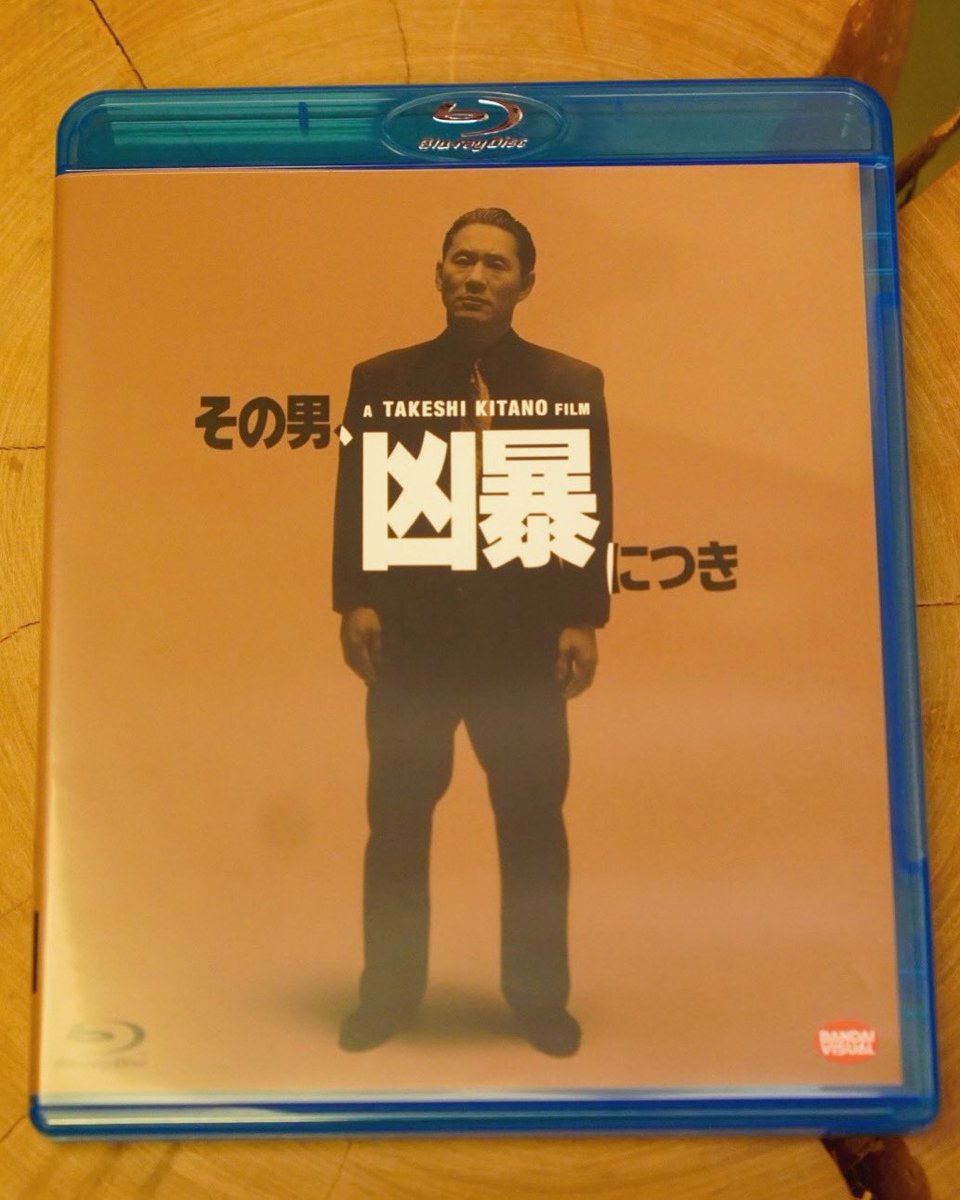 Blu-ray Disc
A TAKESHI KITANO FILM
その男、
凶暴
につき
Blu-ray Disc
BANDAI
VISUAL